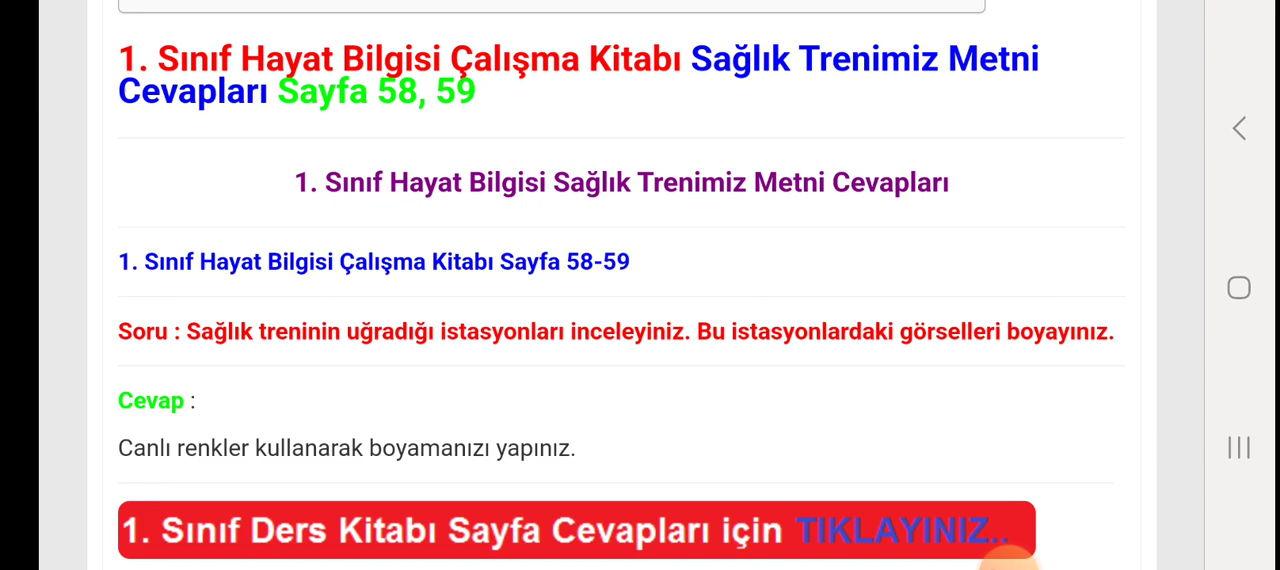 1. Sınıf Hayat Bilgisi Çalışma Kitabı Sağlık Trenimiz Metni
Cevapları Sayfa 58, 59
1. Sınıf Hayat Bilgisi Sağlık Trenimiz Metni Cevapları
1. Sınıf Hayat Bilgisi Çalışma Kitabı Sayfa 58-59
Soru : Sağlık treninin uğradığı istasyonları inceleyiniz. Bu istasyonlardaki görselleri boyayınız.
Cevap :
Canlı renkler kullanarak boyamanızı yapınız.
1. Sınıf Ders Kitabı Sayfa Cevapları için TIKLAYINIZ..